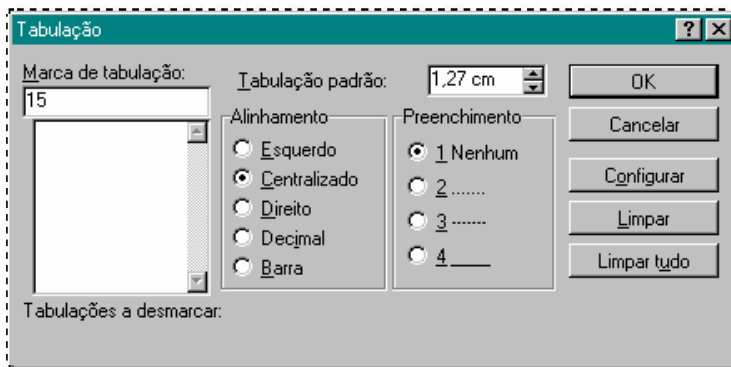 Tabulação
Marca de tabulação:
15
Tabulação padrão:
1,27 cm
Alinhamento
Esquerdo
Centralizado
Direito
Decimal
Barra
Preenchimento
1 Nenhum
2 .......
3 -------
4 ____
OK
Cancelar
Configurar
Limpar
Limpar tudo
Tabulações a desmarcar: